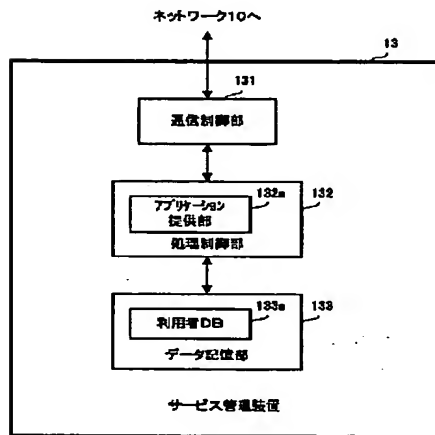 ネットワーク10へ
13
131
通信制御部
アプリケーション
提供部
132a
132
処理制御部
利用者DB
133a
133
データ記憶部
サービス管理装置